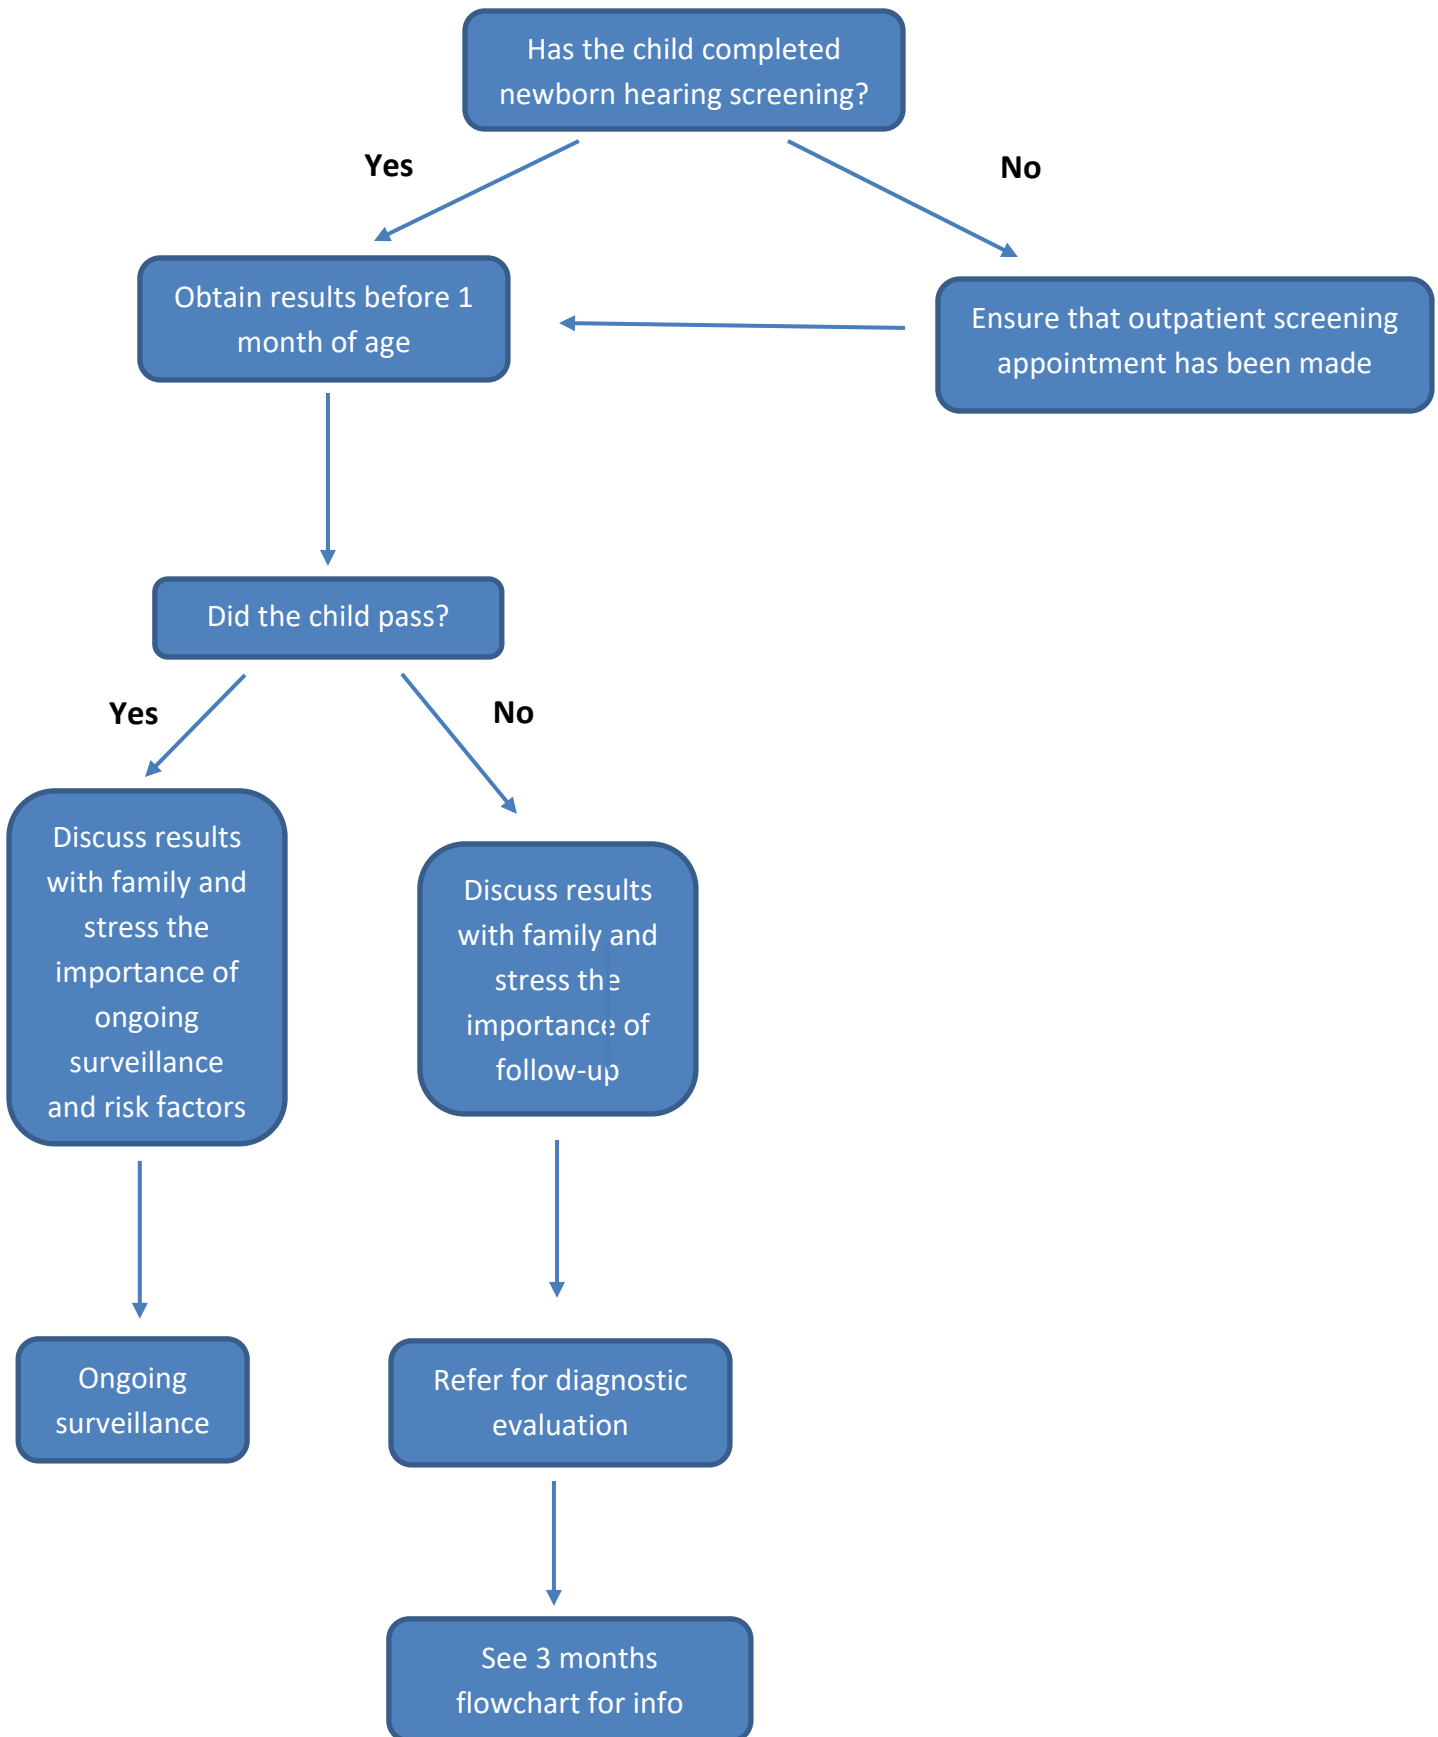 Has the child completed
newborn hearing screening?
Yes
No
Obtain results before 1
month of age
Ensure that outpatient screening
appointment has been made
Did the child pass?
Yes
No
Discuss results
with family and
stress the
importance of
ongoing
surveillance
and risk factors
Discuss results
with family and
stress the
importance of
follow-up
Ongoing
surveillance
Refer for diagnostic
evaluation
See 3 months
flowchart for info